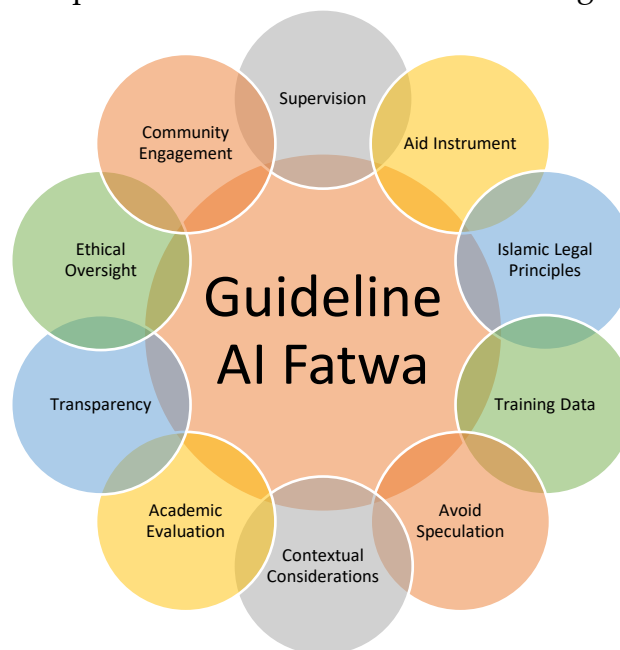 Supervision
Aid Instrument
Islamic Legal
Principles
Training Data
Avoid
Speculation
Contextual
Considerations
Academic
Evaluation
Transparency
Ethical
Oversight
Community
Engagement
Guideline
AI Fatwa